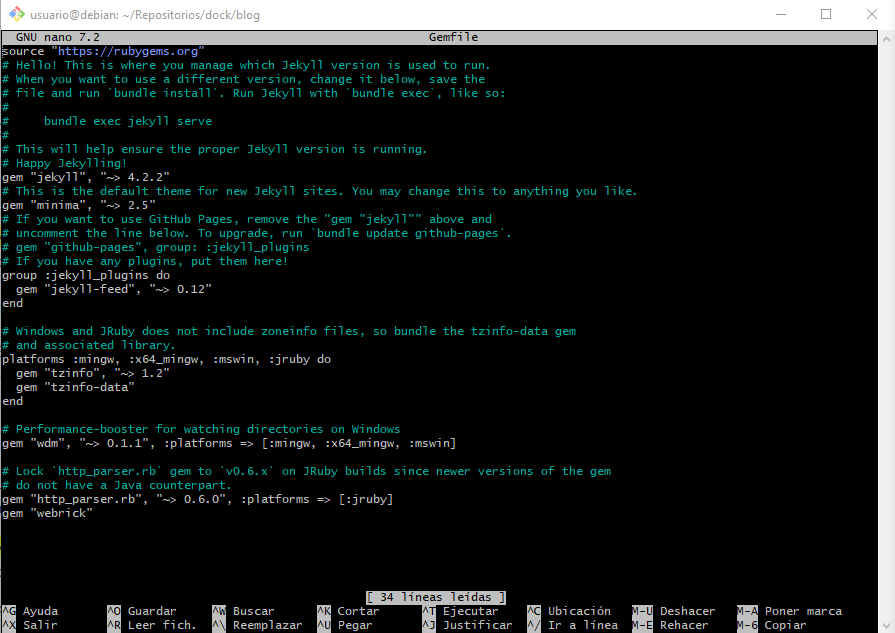 usuario@debian: ~/Repositorios/dock/blog
GNU nano 7.2 Gemfile
source "https://rubygems.org"
# Hello! This is where you manage which Jekyll version is used to run.
# When you want to use a different version, change it below, save the
# file and run `bundle install`. Run Jekyll with `bundle exec`, like so:
#
#     bundle exec jekyll serve
#
# This will help ensure the proper Jekyll version is running.
# Happy Jekylling!
gem "jekyll", "~> 4.2.2"
# This is the default theme for new Jekyll sites. You may change this to anything you like.
gem "minima", "~> 2.5"
# If you want to use GitHub Pages, remove the "gem "jekyll"" above and
# uncomment the line below. To upgrade, run `bundle update github-pages`.
# gem "github-pages", group: :jekyll_plugins
# If you have any plugins, put them here!
group :jekyll_plugins do
  gem "jekyll-feed", "~> 0.12"
end

# Windows and JRuby does not include zoneinfo files, so bundle the tzinfo-data gem
# and associated library.
platforms :mingw, :x64_mingw, :mswin, :jruby do
  gem "tzinfo", "~> 1.2"
  gem "tzinfo-data"
end

# Performance-booster for watching directories on Windows
gem "wdm", "~> 0.1.1", :platforms => [:mingw, :x64_mingw, :mswin]

# Lock `http_parser.rb` gem to `v0.6.x` on JRuby builds since newer versions of the gem
# do not have a Java counterpart.
gem "http_parser.rb", "~> 0.6.0", :platforms => [:jruby]
gem "webrick"
[ 34 líneas leídas ]
^G Ayuda ^O Guardar ^W Buscar ^K Cortar ^T Ejecutar ^C Ubicación M-U Deshacer M-A Poner marca
^X Salir ^R Leer fich. ^\ Reemplazar ^U Pegar ^J Justificar ^/ Ir a línea M-E Rehacer M-6 Copiar